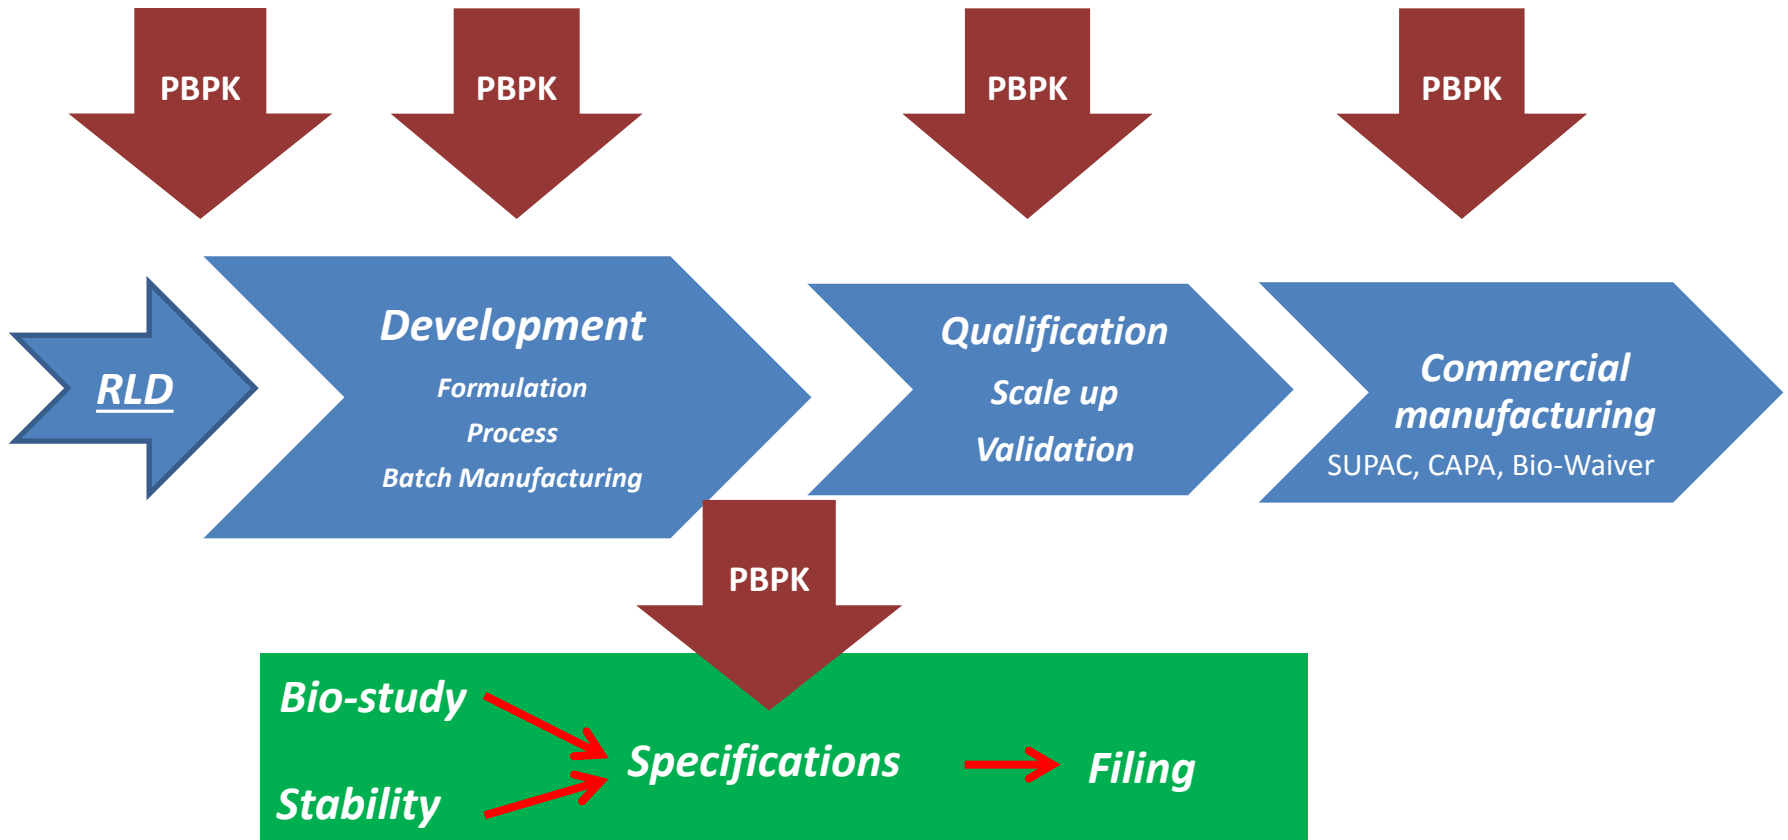 PBPK
PBPK
PBPK
PBPK
RLD
Development
Formulation
Process
Batch Manufacturing
Qualification
Scale up
Validation
Commercial
manufacturing
SUPAC, CAPA, Bio-Waiver
PBPK
Bio-study
Stability
Specifications
Filing